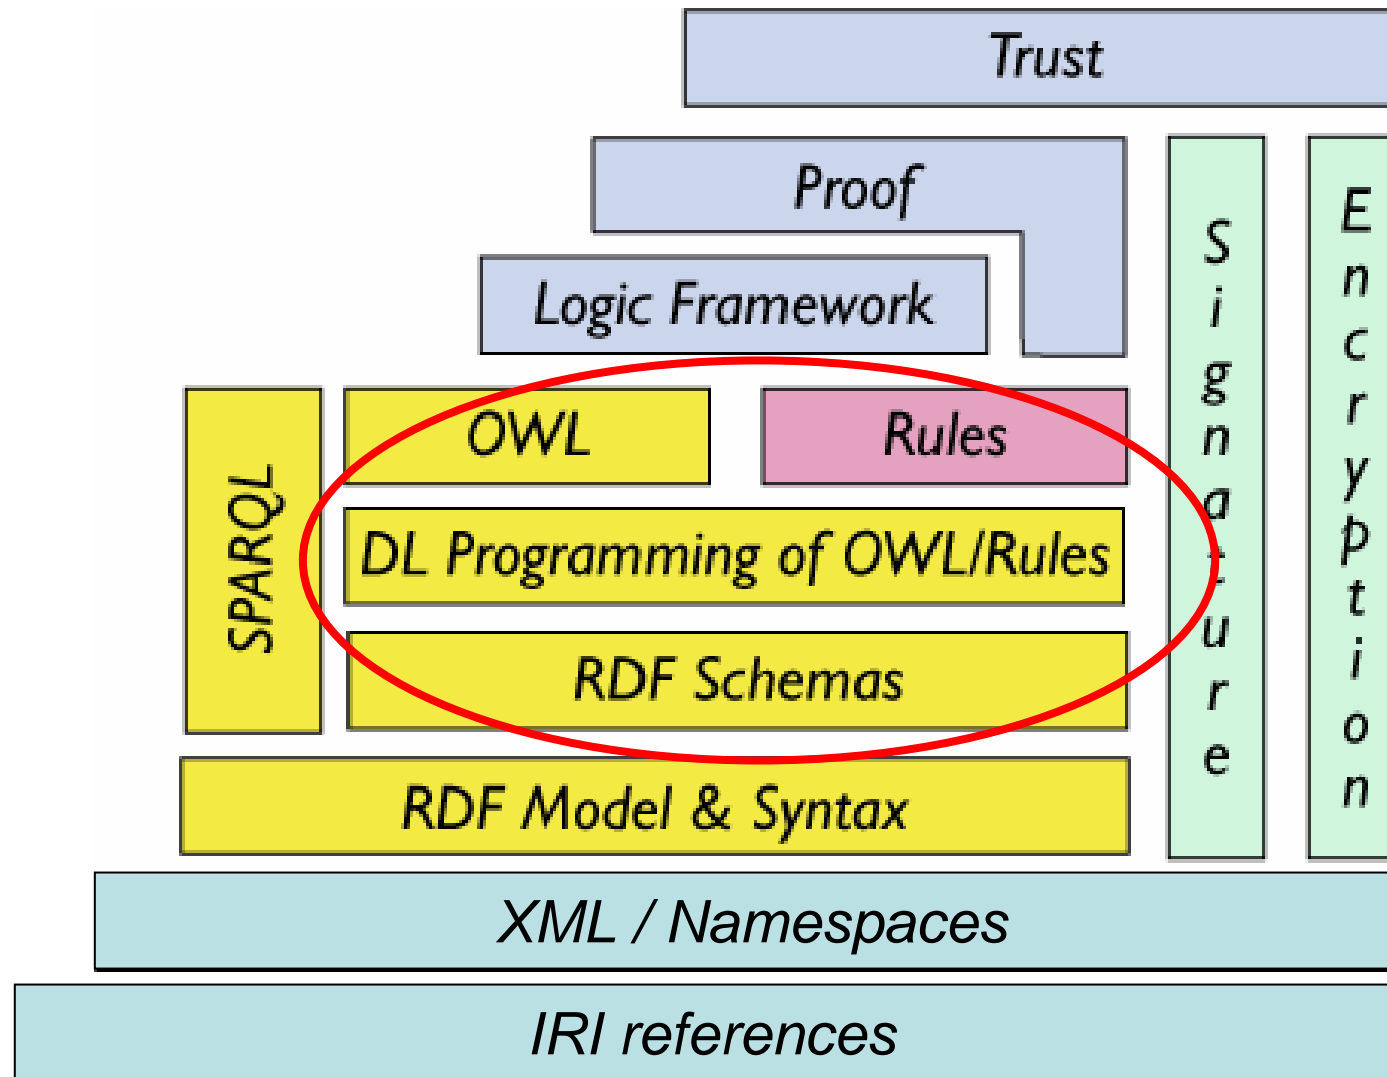 Trust
Proof
Logic Framework
OWL
Rules
SPARQL
DL Programming of OWL/Rules
RDF Schemas
RDF Model & Syntax
Signature
Encryption
XML / Namespaces
IRI references